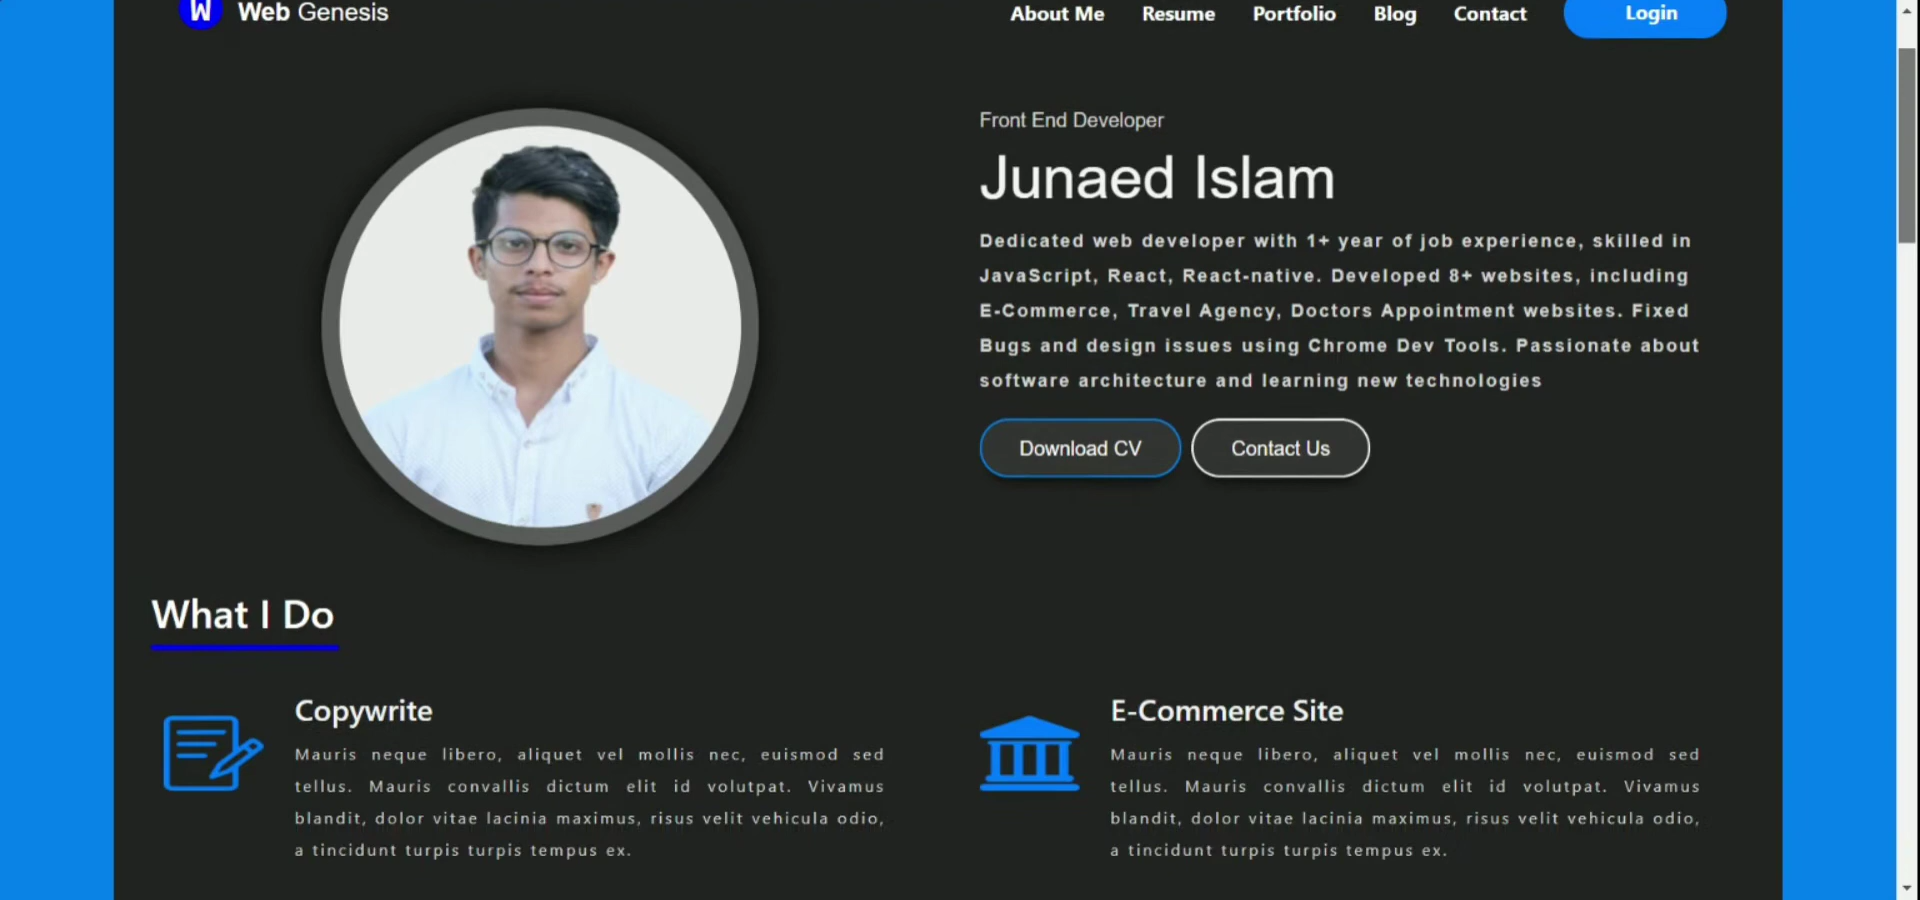 W Web Genesis
About Me Resume Portfolio Blog Contact Login
Front End Developer
Junaed Islam
Dedicated web developer with 1+ year of job experience, skilled in
JavaScript, React, React-native. Developed 8+ websites, including
E-Commerce, Travel Agency, Doctors Appointment websites. Fixed
Bugs and design issues using Chrome Dev Tools. Passionate about
software architecture and learning new technologies
Download CV Contact Us
What I Do
Copywrite
Mauris neque libero, aliquet vel mollis nec, euismod sed
tellus. Mauris convallis dictum elit id volutpat. Vivamus
blandit, dolor vitae lacinia maximus, risus velit vehicula odio,
a tincidunt turpis turpis tempus ex.
E-Commerce Site
Mauris neque libero, aliquet vel mollis nec, euismod sed
tellus. Mauris convallis dictum elit id volutpat. Vivamus
blandit, dolor vitae lacinia maximus, risus velit vehicula odio,
a tincidunt turpis turpis tempus ex.